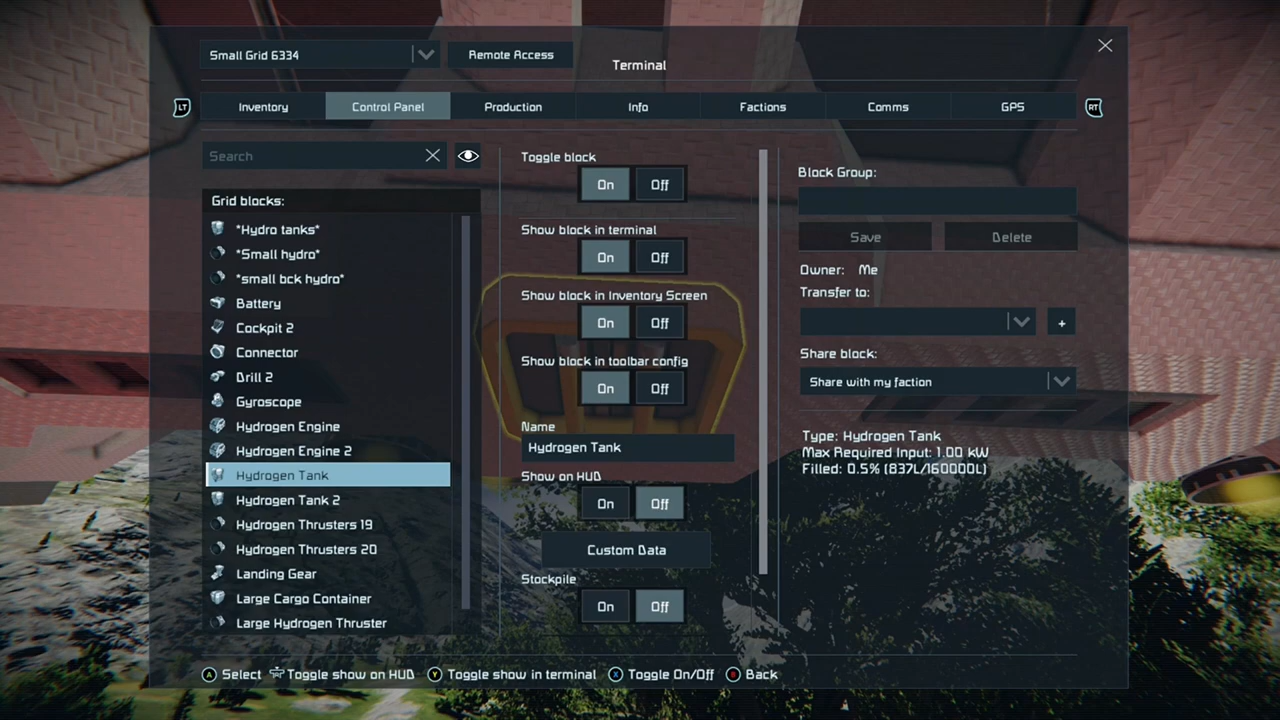 Small Grid 6334
Remote Access
Terminal
LT
Inventory
Control Panel
Production
Info
Factions
Comms
GPS
RT
Search
Grid blocks:
*Hydro tanks*
*Small hydro*
*small bck hydro*
Battery
Cockpit 2
Connector
Drill 2
Gyroscope
Hydrogen Engine
Hydrogen Engine 2
Hydrogen Tank
Hydrogen Tank 2
Hydrogen Thrusters 19
Hydrogen Thrusters 20
Landing Gear
Large Cargo Container
Large Hydrogen Thruster
Toggle block
On Off
Show block in terminal
On Off
Show block in Inventory Screen
On Off
Show block in toolbar config
On Off
Name
Hydrogen Tank
Show on HUD
On Off
Custom Data
Stockpile
On Off
Block Group:
Save Delete
Owner: Me
Transfer to:
+
Share block:
Share with my faction
Type: Hydrogen Tank
Max Required Input: 1.00 kW
Filled: 0.5% (837L/160000L)
A Select Toggle show on HUD Y Toggle show in terminal X Toggle On/Off B Back